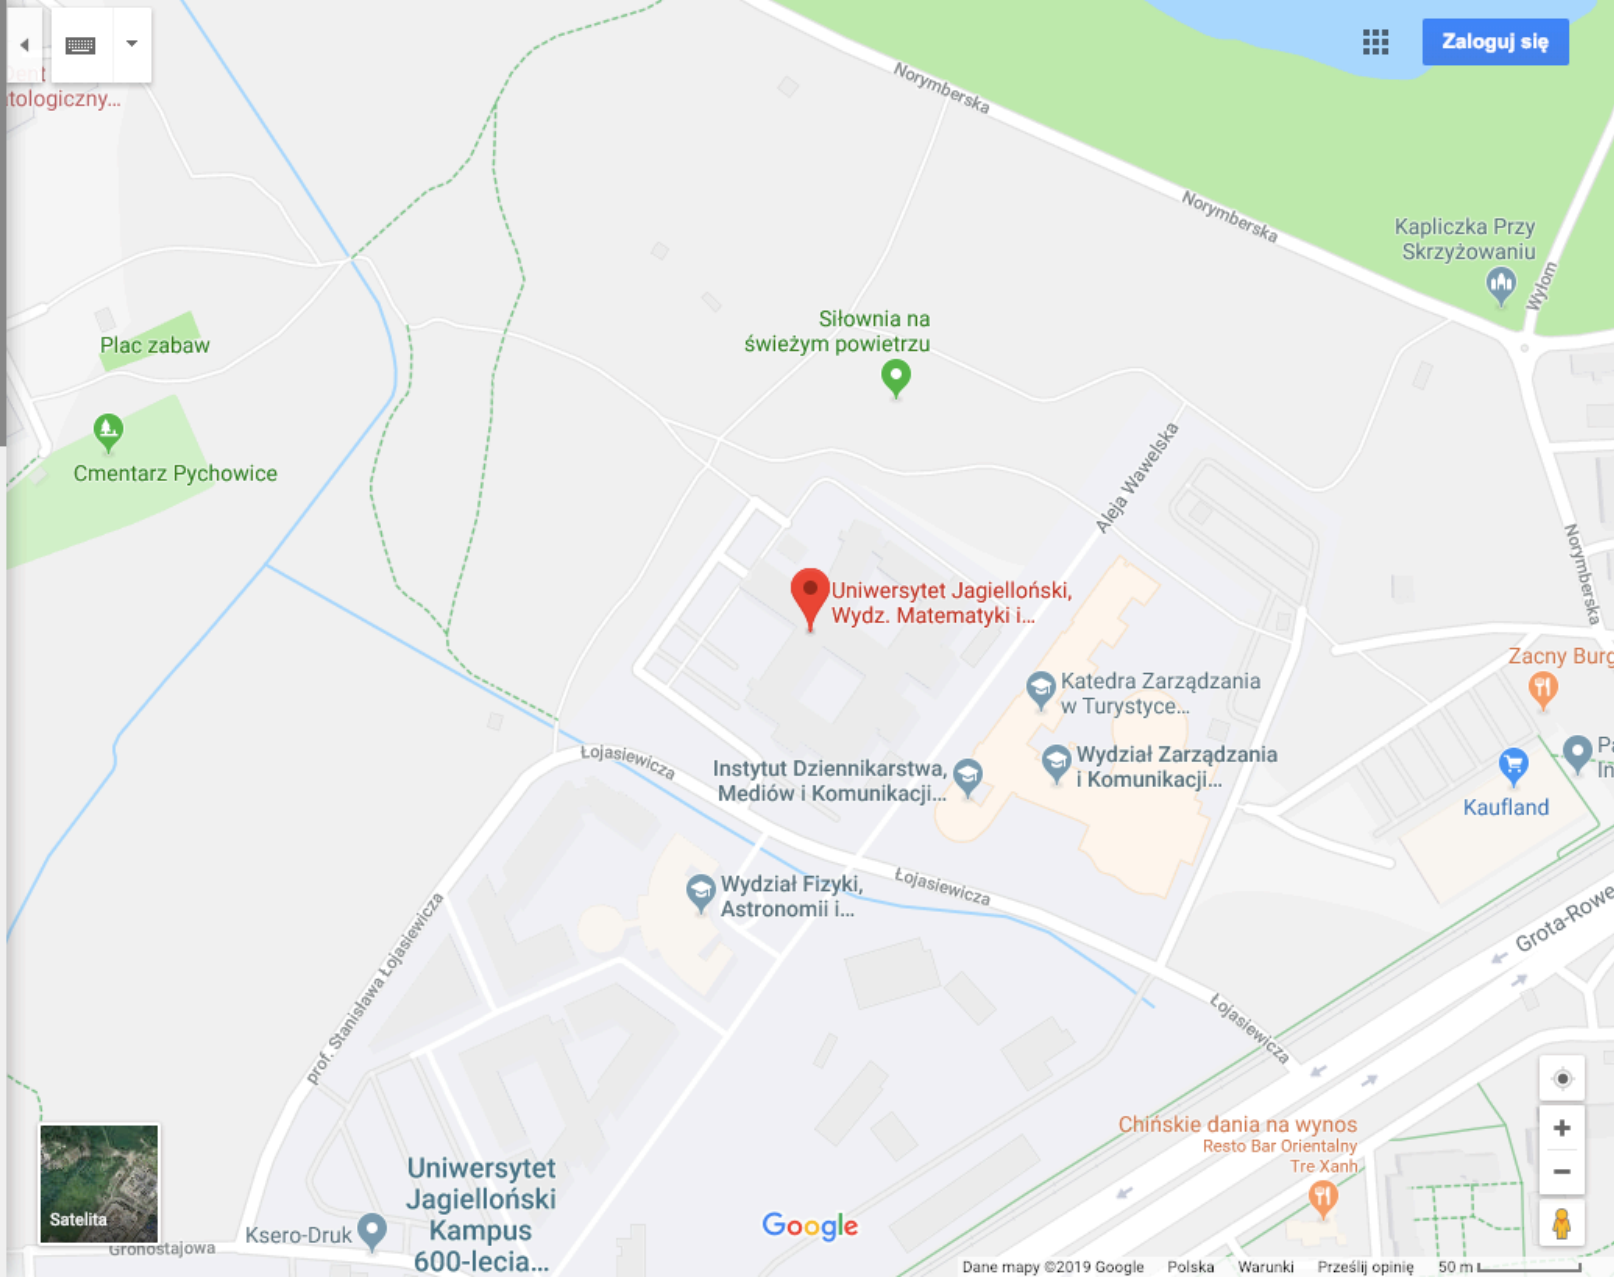 Zaloguj się
tologiczny...
Norymberska
Norymberska
Kapliczka Przy
Skrzyżowaniu
Wyłom
Siłownia na
świeżym powietrzu
Plac zabaw
Cmentarz Pychowice
Aleja Wawelska
Norymberska
Uniwersytet Jagielloński,
Wydz. Matematyki i...
Zacny Burg
Katedra Zarządzania
w Turystyce...
Łojasiewicza
Instytut Dziennikarstwa,
Mediów i Komunikacji...
Wydział Zarządzania
i Komunikacji...
Kaufland
Wydział Fizyki,
Astronomii i...
Łojasiewicza
prof. Stanisława Łojasiewicza
Grota-Rowe
Łojasiewicza
Chińskie dania na wynos
Resto Bar Orientalny
Tre Xanh
Uniwersytet
Jagielloński
Kampus
600-lecia...
Satelita
Ksero-Druk
Gronostajowa
Google
Dane mapy ©2019 Google Polska Warunki Prześlij opinię 50 m